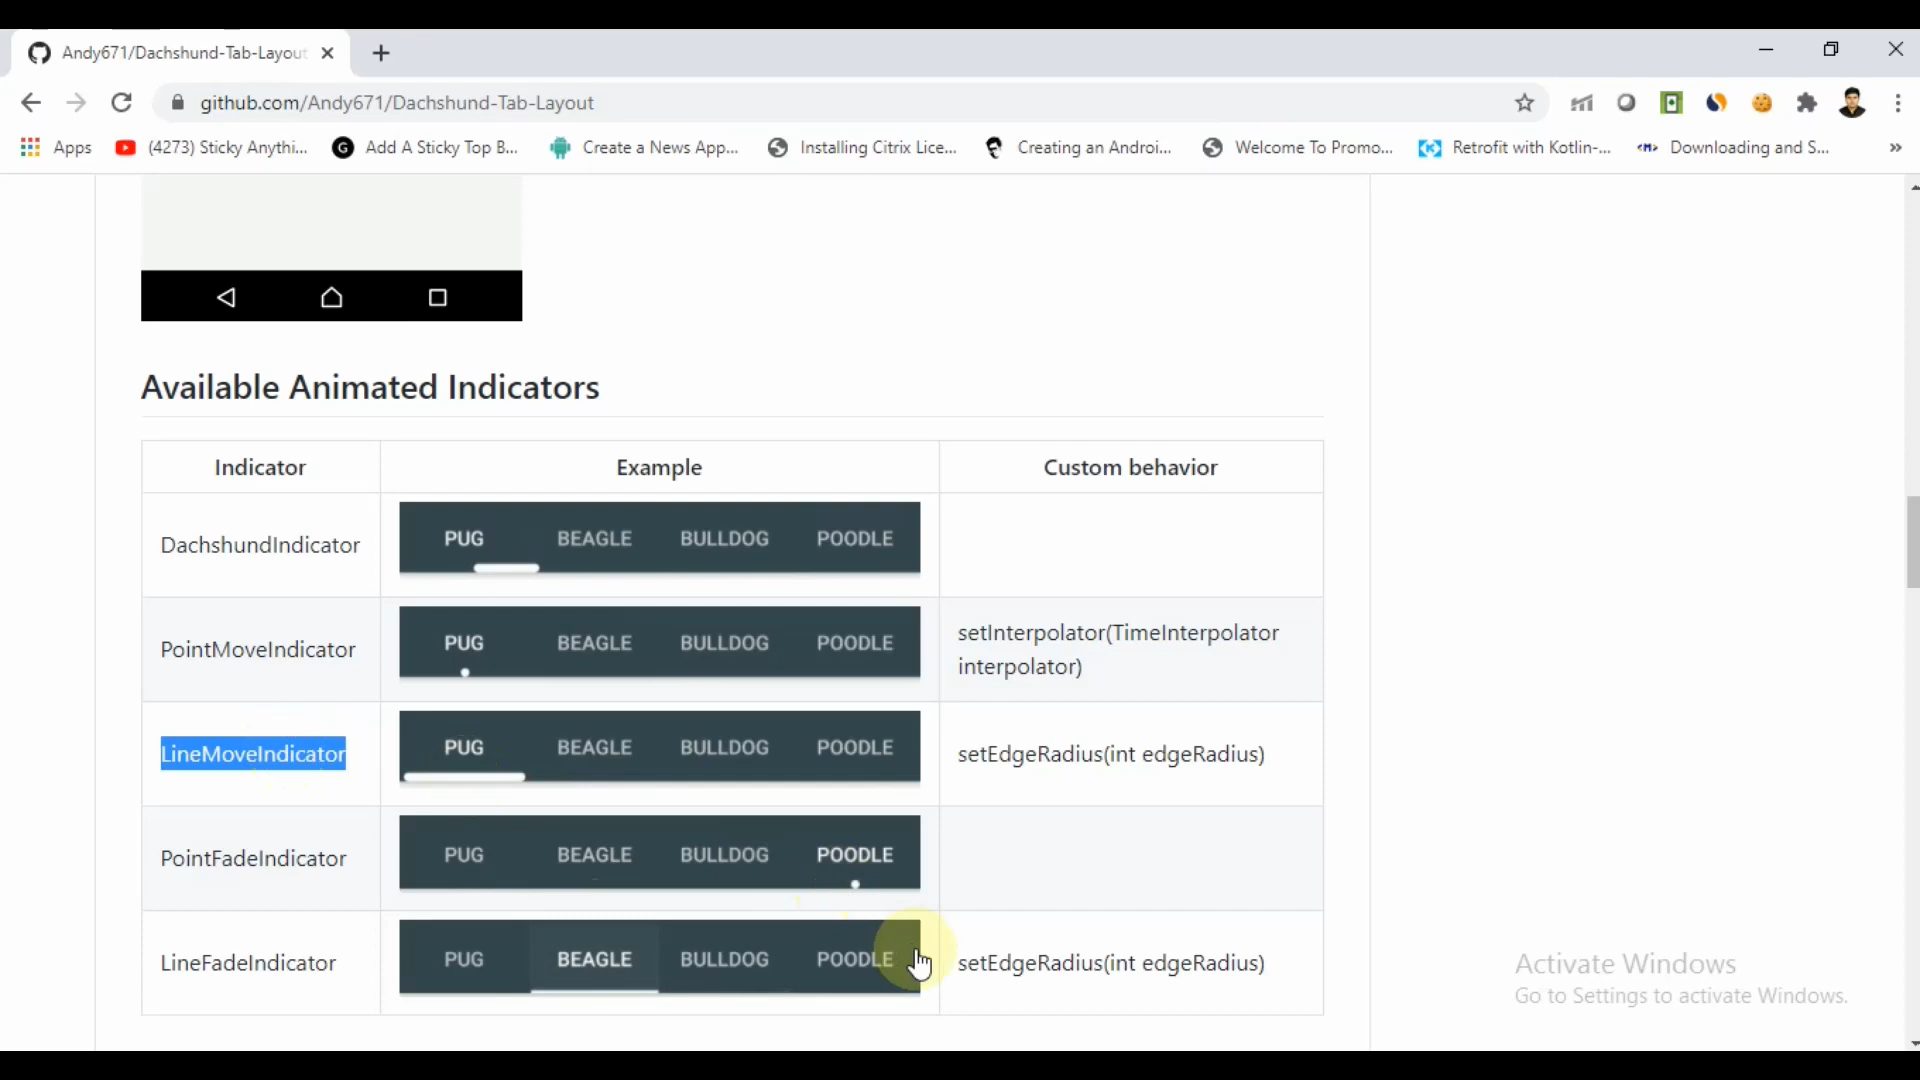 Andy671/Dachshund-Tab-Layout
github.com/Andy671/Dachshund-Tab-Layout
Apps
(4273) Sticky Anythi...
Add A Sticky Top B...
Create a News App...
Installing Citrix Lice...
Creating an Androi...
Welcome To Promo...
Retrofit with Kotlin-...
Downloading and S...
Available Animated Indicators
Indicator
Example
Custom behavior
DachshundIndicator
PUG BEAGLE BULLDOG POODLE
PointMoveIndicator
PUG BEAGLE BULLDOG POODLE
setInterpolator(TimeInterpolator
interpolator)
LineMoveIndicator
PUG BEAGLE BULLDOG POODLE
setEdgeRadius(int edgeRadius)
PointFadeIndicator
PUG BEAGLE BULLDOG POODLE
LineFadeIndicator
PUG BEAGLE BULLDOG POODLE
setEdgeRadius(int edgeRadius)
Activate Windows
Go to Settings to activate Windows.